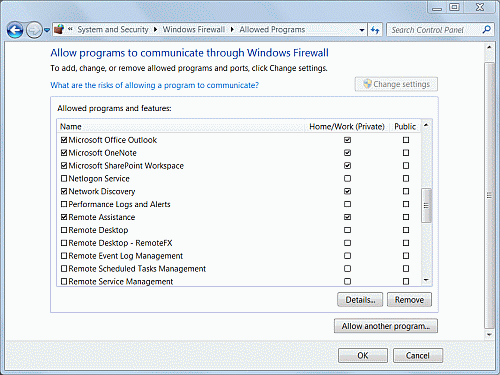 System and Security Windows Firewall Allowed Programs Search Control Panel
Allow programs to communicate through Windows Firewall
To add, change, or remove allowed programs and ports, click Change settings.
What are the risks of allowing a program to communicate? Change settings
Allowed programs and features:
Name Home/Work (Private) Public
Microsoft Office Outlook
Microsoft OneNote
Microsoft SharePoint Workspace
Netlogon Service
Network Discovery
Performance Logs and Alerts
Remote Assistance
Remote Desktop
Remote Desktop - RemoteFX
Remote Event Log Management
Remote Scheduled Tasks Management
Remote Service Management
Details... Remove
Allow another program...
OK Cancel